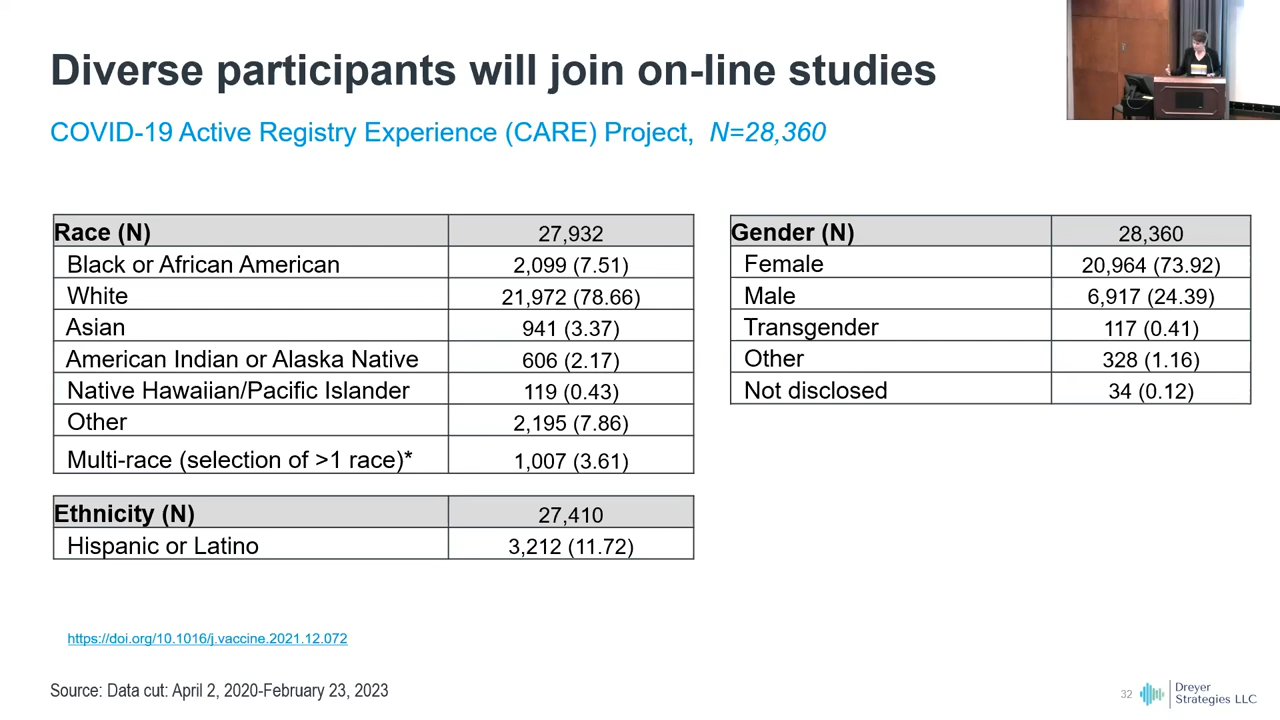 Diverse participants will join on-line studies
COVID-19 Active Registry Experience (CARE) Project, N=28,360
Race (N) 27,932
Black or African American 2,099 (7.51)
White 21,972 (78.66)
Asian 941 (3.37)
American Indian or Alaska Native 606 (2.17)
Native Hawaiian/Pacific Islander 119 (0.43)
Other 2,195 (7.86)
Multi-race (selection of >1 race)* 1,007 (3.61)
Ethnicity (N) 27,410
Hispanic or Latino 3,212 (11.72)
Gender (N) 28,360
Female 20,964 (73.92)
Male 6,917 (24.39)
Transgender 117 (0.41)
Other 328 (1.16)
Not disclosed 34 (0.12)
https://doi.org/10.1016/j.vaccine.2021.12.072
Source: Data cut: April 2, 2020-February 23, 2023
32
Dreyer
Strategies LLC